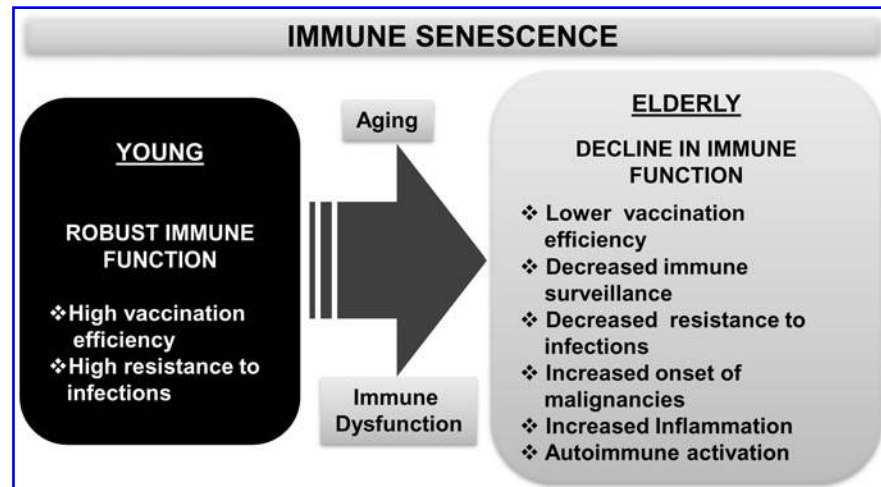 IMMUNE SENESCENCE
YOUNG
ROBUST IMMUNE
FUNCTION
❖High vaccination
efficiency
❖High resistance to
infections
Aging
Immune
Dysfunction
ELDERLY
DECLINE IN IMMUNE
FUNCTION
❖ Lower vaccination
efficiency
❖ Decreased immune
surveillance
❖ Decreased resistance to
infections
❖ Increased onset of
malignancies
❖ Increased Inflammation
❖ Autoimmune activation